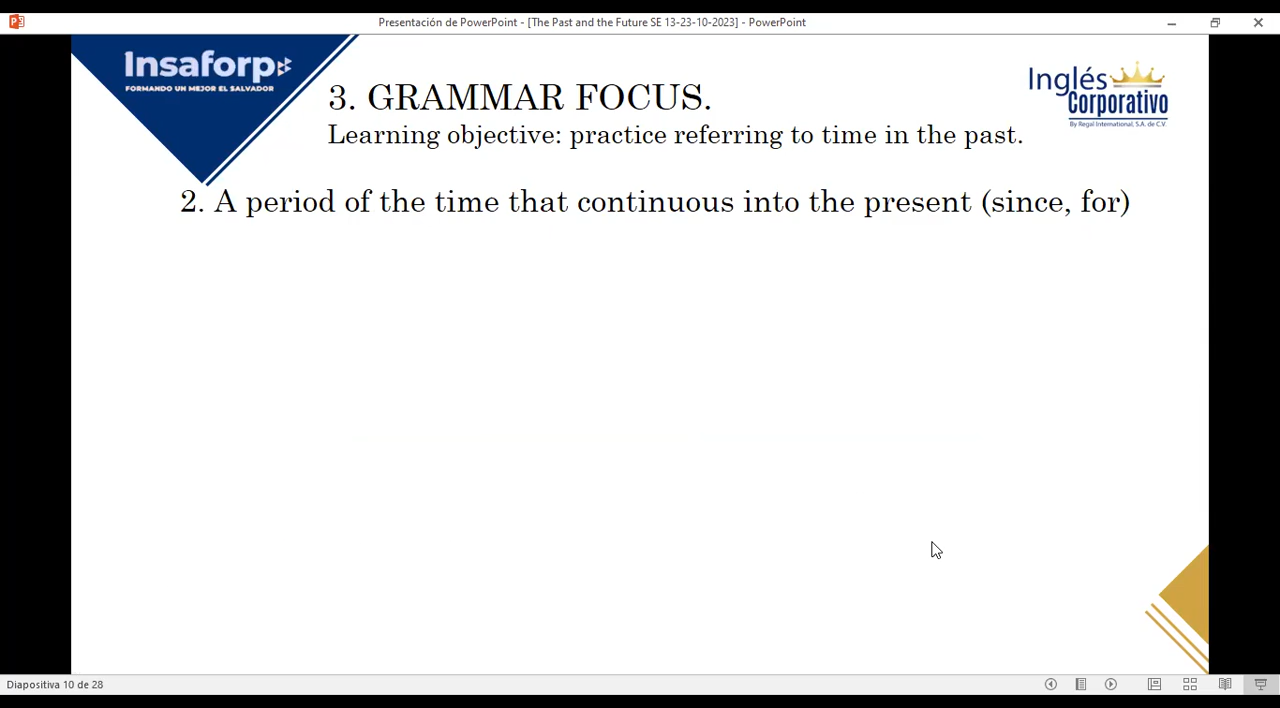 Presentación de PowerPoint - [The Past and the Future SE 13-23-10-2023] - PowerPoint
Insaforp
FORMANDO UN MEJOR EL SALVADOR
3. GRAMMAR FOCUS.
Learning objective: practice referring to time in the past.
Inglés
Corporativo
By Regal International, S.A. de C.V.
2. A period of the time that continuous into the present (since, for)
Diapositiva 10 de 28